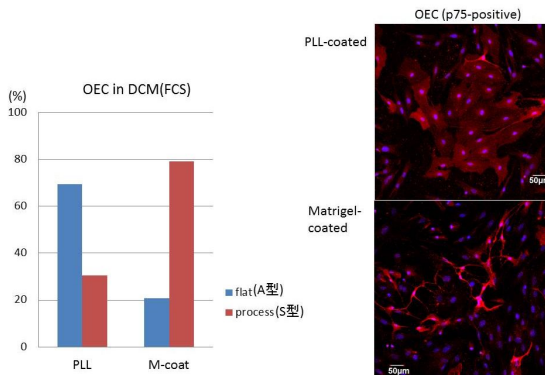 OEC in DCM(FCS)
(%)
100
80
60
40
20
0
PLL
M-coat
flat(A型)
process(S型)
OEC (p75-positive)
PLL-coated
50μm
Matrigel-
coated
50μm